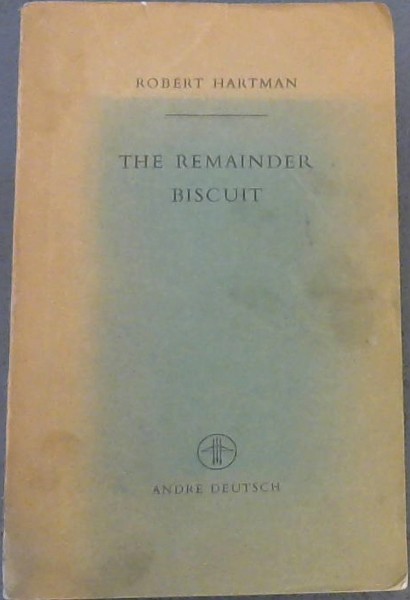 ROBERT HARTMAN
THE REMAINDER
BISCUIT
ANDRE DEUTSCH